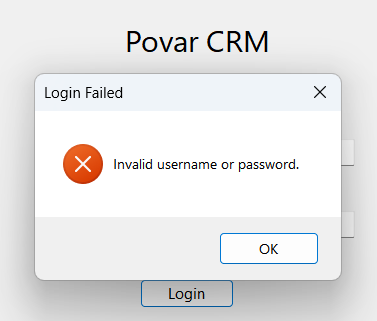 Povar CRM
Login Failed
Invalid username or password.
OK
Login